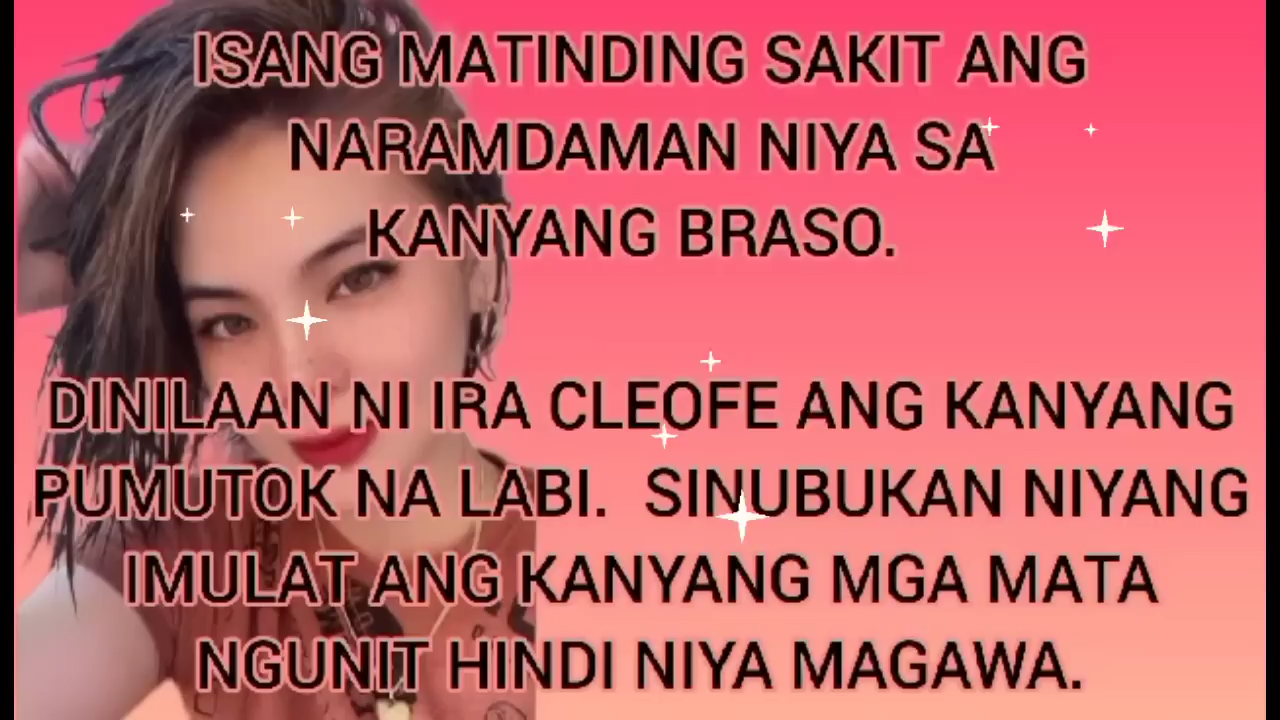 ISANG MATINDING SAKIT ANG
NARAMDAMAN NIYA SA
KANYANG BRASO.
DINILAAN NI IRA CLEOFE ANG KANYANG
PUMUTOK NA LABI. SINUBUKAN NIYANG
IMULAT ANG KANYANG MGA MATA
NGUNIT HINDI NIYA MAGAWA.